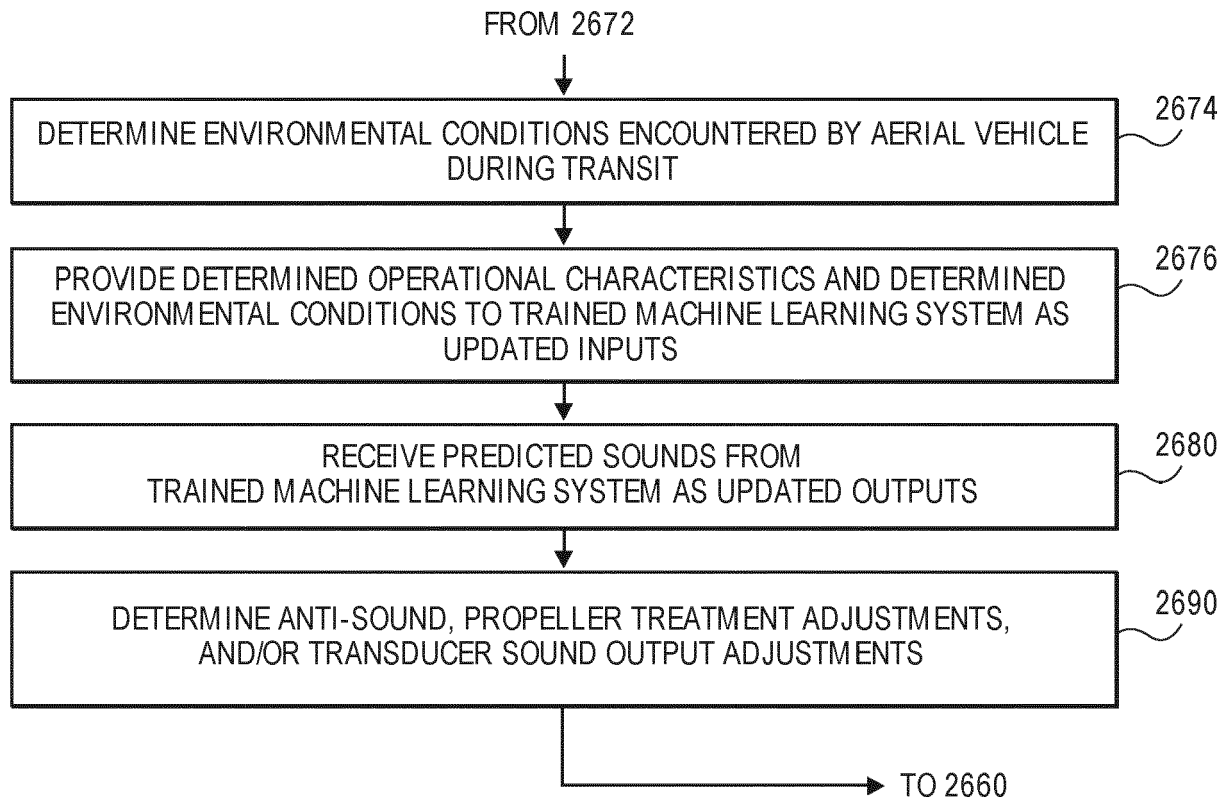 FROM 2672
2674
DETERMINE ENVIRONMENTAL CONDITIONS ENCOUNTERED BY AERIAL VEHICLE
DURING TRANSIT
2676
PROVIDE DETERMINED OPERATIONAL CHARACTERISTICS AND DETERMINED
ENVIRONMENTAL CONDITIONS TO TRAINED MACHINE LEARNING SYSTEM AS
UPDATED INPUTS
2680
RECEIVE PREDICTED SOUNDS FROM
TRAINED MACHINE LEARNING SYSTEM AS UPDATED OUTPUTS
2690
DETERMINE ANTI-SOUND, PROPELLER TREATMENT ADJUSTMENTS,
AND/OR TRANSDUCER SOUND OUTPUT ADJUSTMENTS
TO 2660